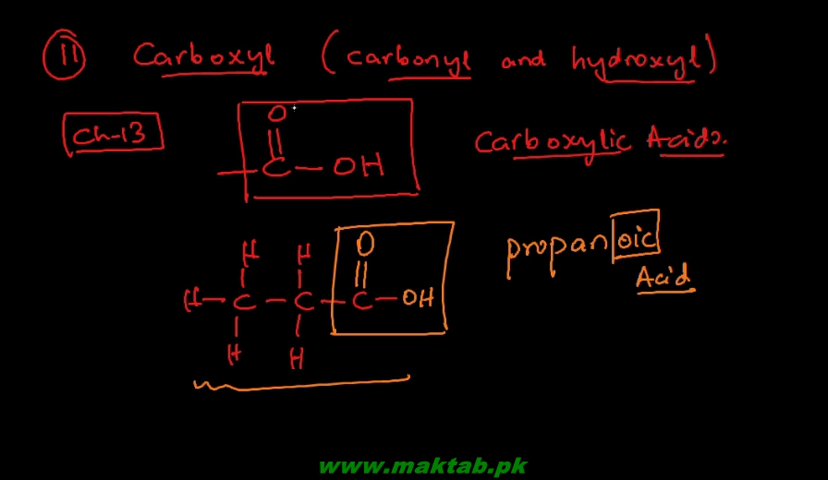 11 Carboxyl (carbonyl and hydroxyl)
Ch-13
O
C — OH
Carboxylic Acids.
propanoic
Acid
H H O
H — C — C — C — OH
H H
www.maktab.pk